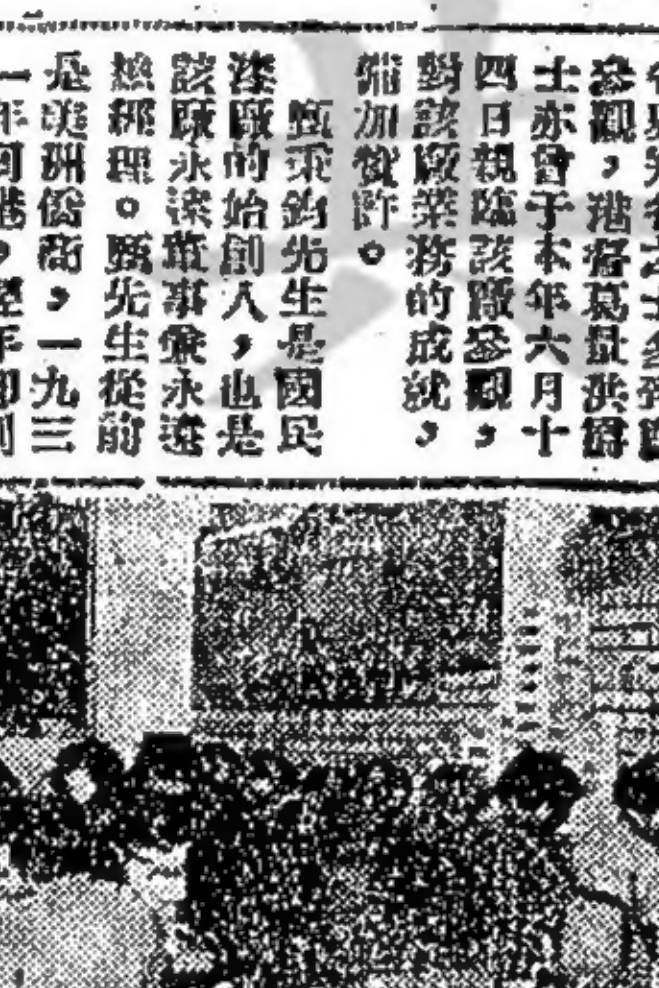 參觀，港督葛量洪爵
士亦曾于本年六月十
四日親臨該廠參觀，
對該廠業務的成就，
備加許。
秉鈞先生是國民
漆廠的始創人，也是
該廠永遠董事兼永遠
總經理。先生從前
是美洲僑商，一九三
一年回港，年即創